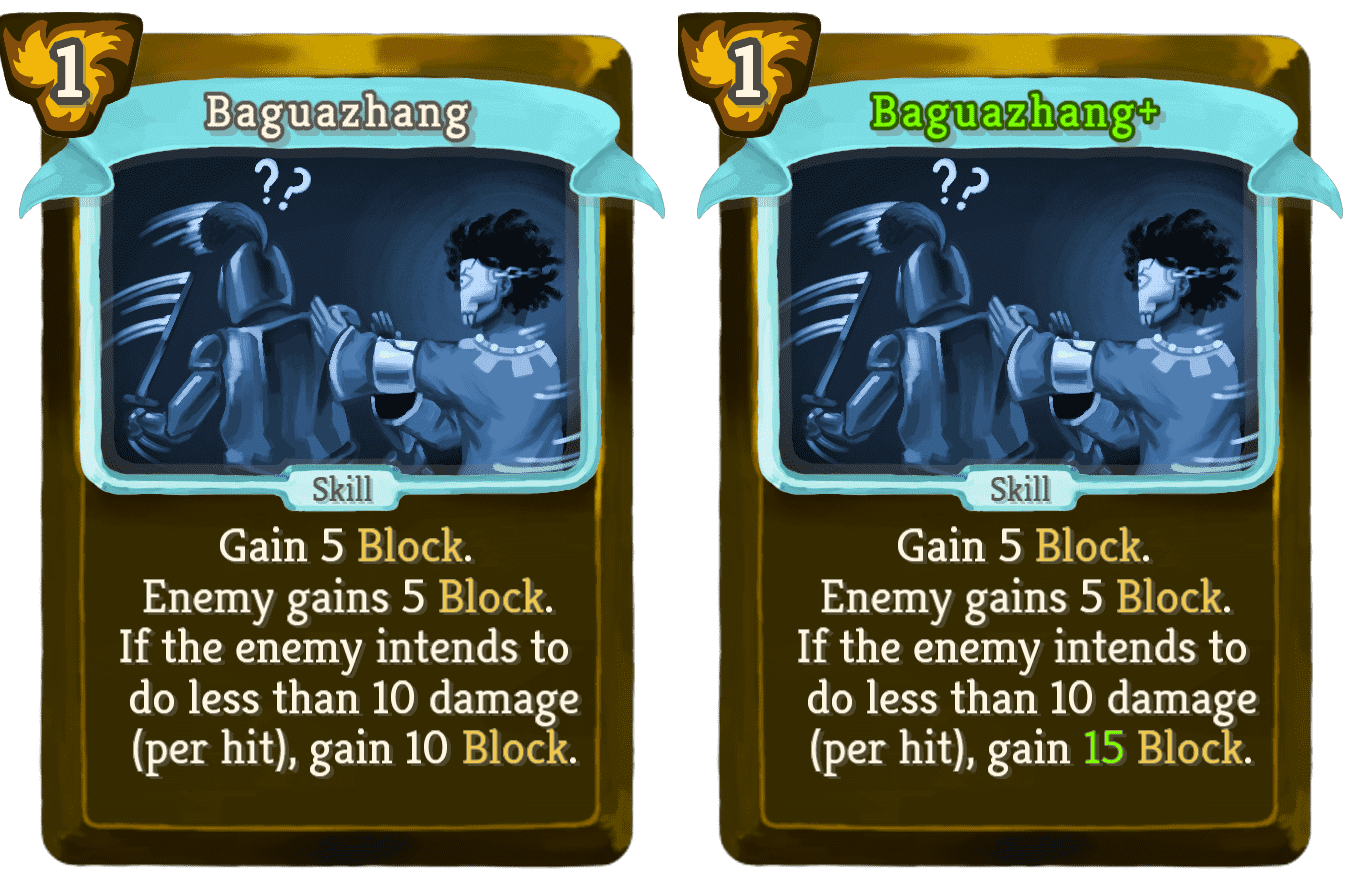 1
Baguazhang
??
Skill
Gain 5 Block.
Enemy gains 5 Block.
If the enemy intends to
do less than 10 damage
(per hit), gain 10 Block.
1
Baguazhang+
??
Skill
Gain 5 Block.
Enemy gains 5 Block.
If the enemy intends to
do less than 10 damage
(per hit), gain 15 Block.